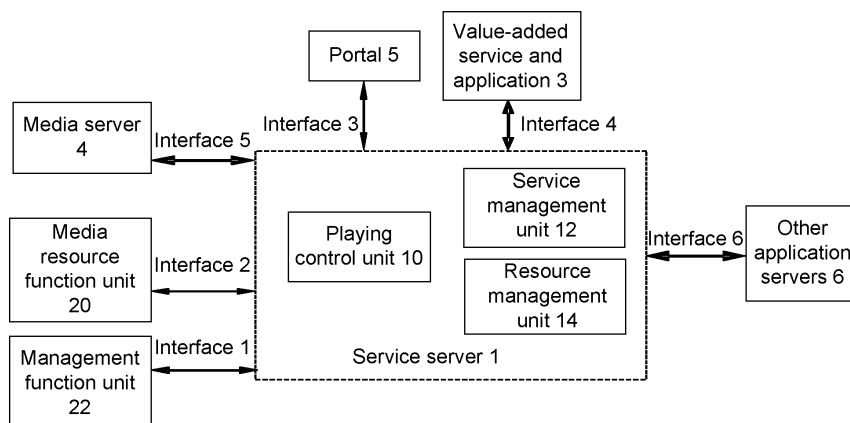 Portal 5
Value-added
service and
application 3
Media server
4
Interface 5
Interface 3
Interface 4
Service
management
unit 12
Playing
control unit 10
Resource
management
unit 14
Service server 1
Media
resource
function unit
20
Interface 2
Management
function unit
22
Interface 1
Interface 6
Other
application
servers 6